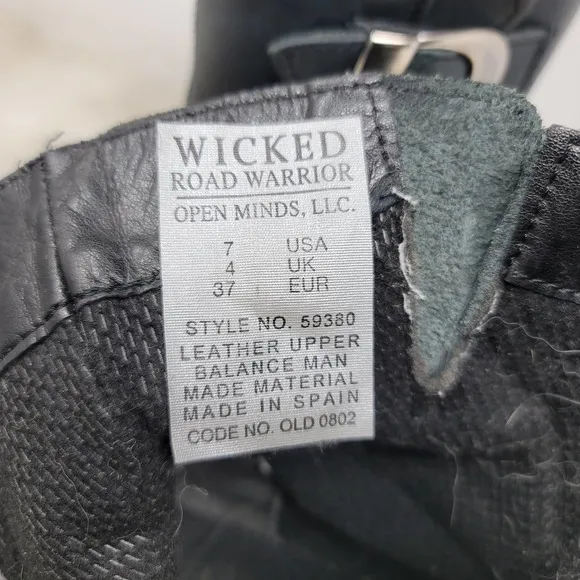 WICKED
ROAD WARRIOR
OPEN MINDS, LLC.
7 USA
4 UK
37 EUR
STYLE NO. 59380
LEATHER UPPER
BALANCE MAN
MADE MATERIAL
MADE IN SPAIN
CODE NO. OLD 0802